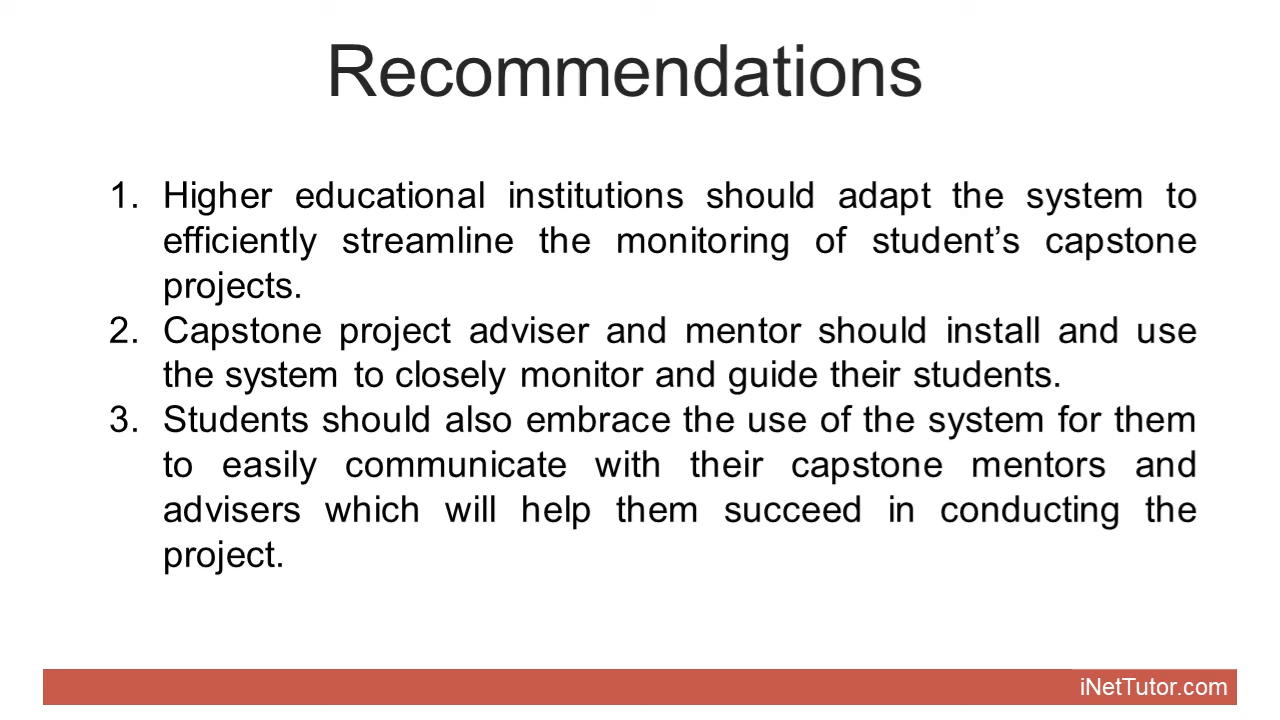 Recommendations
1. Higher educational institutions should adapt the system to
efficiently streamline the monitoring of student’s capstone
projects.
2. Capstone project adviser and mentor should install and use
the system to closely monitor and guide their students.
3. Students should also embrace the use of the system for them
to easily communicate with their capstone mentors and
advisers which will help them succeed in conducting the
project.
iNetTutor.com